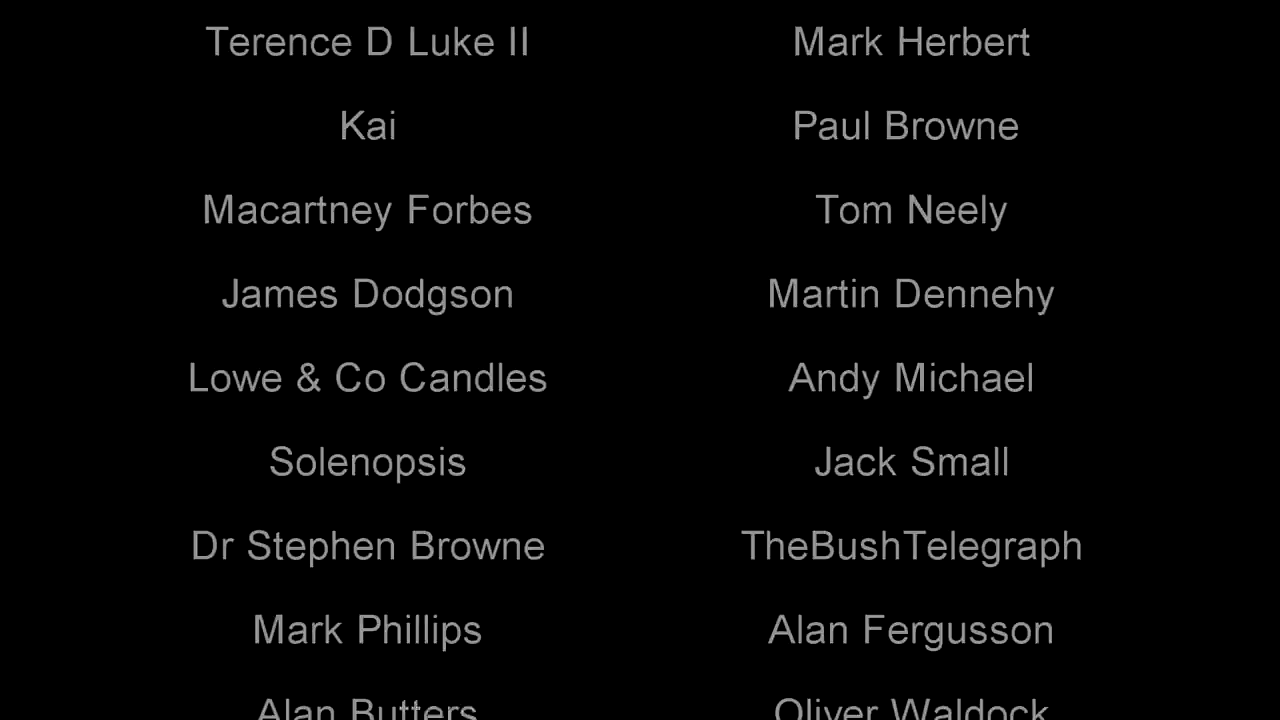 Terence D Luke II
Mark Herbert
Kai
Paul Browne
Macartney Forbes
Tom Neely
James Dodgson
Martin Dennehy
Lowe & Co Candles
Andy Michael
Solenopsis
Jack Small
Dr Stephen Browne
TheBushTelegraph
Mark Phillips
Alan Fergusson
Alan Butters
Oliver Waldock